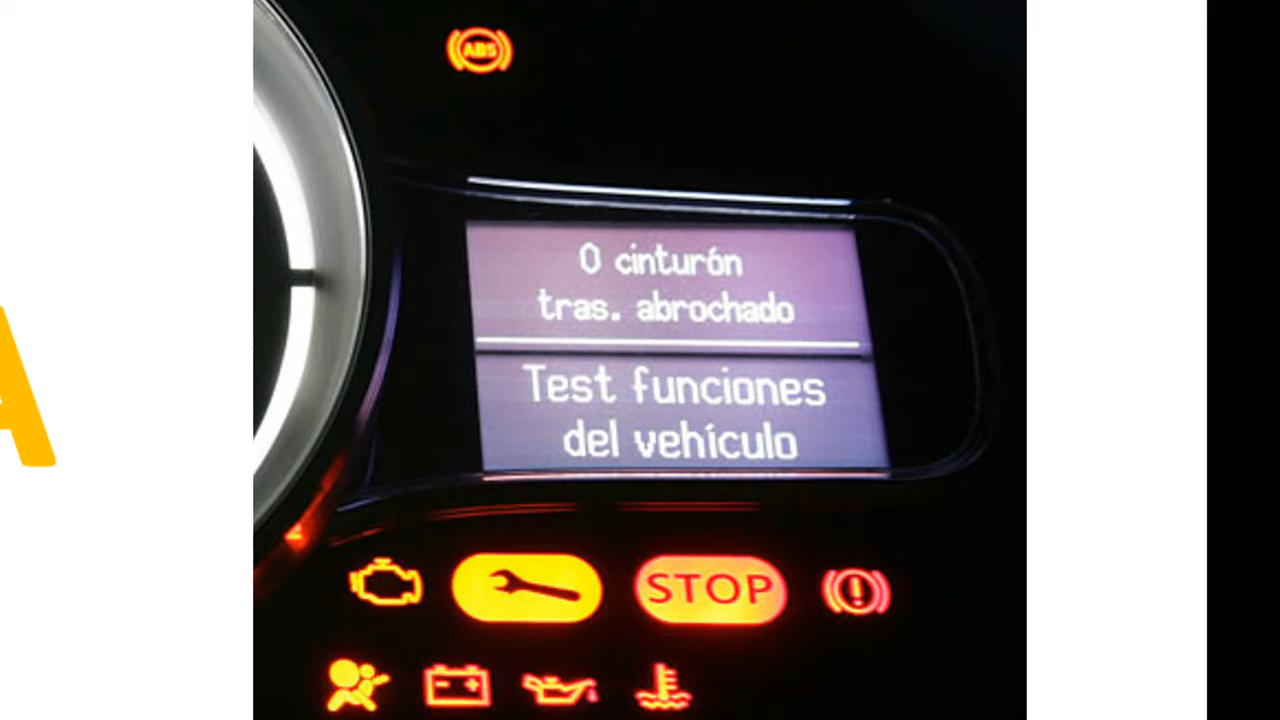 A
ABS
0 cinturón
tras. abrochado
Test funciones
del vehículo
STOP